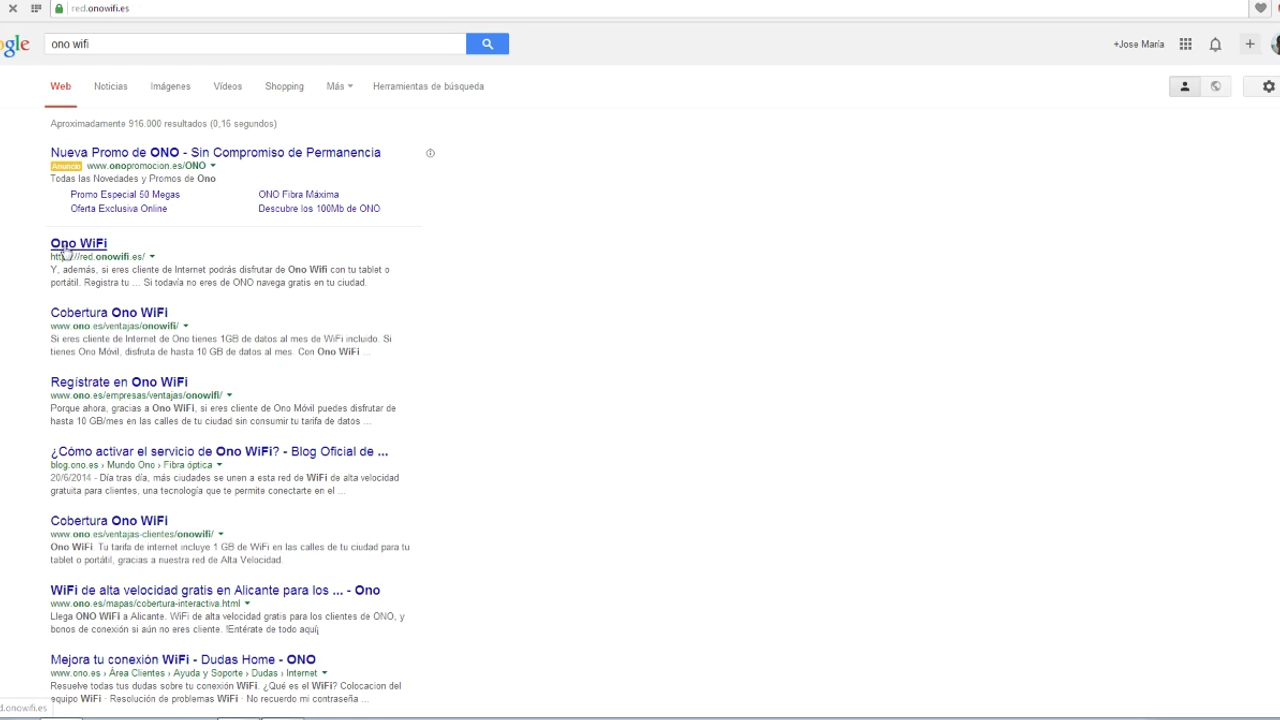 red.onowifi.es
ogle
ono wifi
+Jose María
Web Noticias Imágenes Vídeos Shopping Más Herramientas de búsqueda
Aproximadamente 916.000 resultados (0,16 segundos)
Nueva Promo de ONO - Sin Compromiso de Permanencia
Anuncio www.onopromocion.es/ONO
Todas las Novedades y Promos de Ono
Promo Especial 50 Megas ONO Fibra Máxima
Oferta Exclusiva Online Descubre los 100Mb de ONO
Ono WiFi
https://red.onowifi.es/
Y, además, si eres cliente de Internet podrás disfrutar de Ono Wifi con tu tablet o
portátil. Registra tu ... Si todavía no eres de ONO navega gratis en tu ciudad.
Cobertura Ono WiFi
www.ono.es/ventajas/onowifi/
Si eres cliente de Internet de Ono tienes 1GB de datos al mes de WiFi incluido. Si
tienes Ono Móvil, disfruta de hasta 10 GB de datos al mes. Con Ono WiFi ...
Regístrate en Ono WiFi
www.ono.es/empresas/ventajas/onowifi/
Porque ahora, gracias a Ono WiFi, si eres cliente de Ono Móvil puedes disfrutar de
hasta 10 GB/mes en las calles de tu ciudad sin consumir tu tarifa de datos ...
¿Cómo activar el servicio de Ono WiFi? - Blog Oficial de ...
blog.ono.es › Mundo Ono › Fibra óptica
20/6/2014 - Día tras día, más ciudades se unen a esta red de WiFi de alta velocidad
gratuita para clientes, una tecnología que te permite conectarte en el ...
Cobertura Ono WiFi
www.ono.es/ventajas-clientes/onowifi/
Ono WiFi. Tu tarifa de internet incluye 1 GB de WiFi en las calles de tu ciudad para tu
tablet o portátil, gracias a nuestra red de Alta Velocidad.
WiFi de alta velocidad gratis en Alicante para los ... - Ono
www.ono.es/mapas/cobertura-interactiva.html
Llega ONO WiFi a Alicante. WiFi de alta velocidad gratis para los clientes de ONO, y
bonos de conexión si aún no eres cliente. !Entérate de todo aquí¡
Mejora tu conexión WiFi - Dudas Home - ONO
www.ono.es › Área Clientes › Ayuda y Soporte › Dudas › Internet
Resuelve todas tus dudas sobre tu conexión WiFi. ¿Qué es el WiFi? Colocacion del
equipo WiFi · Resolución de problemas WiFi · No recuerdo mi contraseña ...
red.onowifi.es